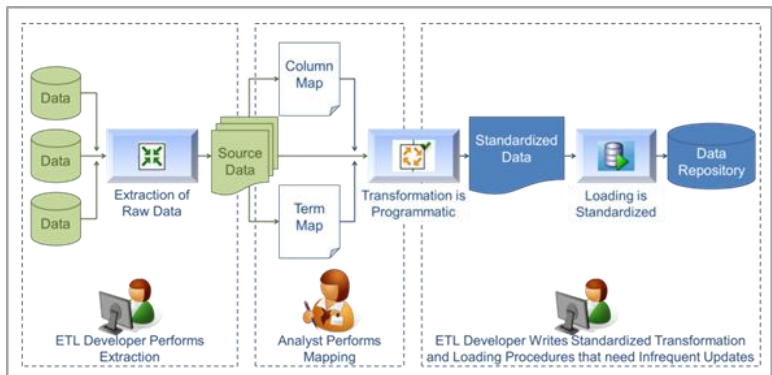 Data
Data
Data
Extraction of
Raw Data
Source
Data
Column
Map
Term
Map
Transformation is
Programmatic
Standardized
Data
Loading is
Standardized
Data
Repository
ETL Developer Performs
Extraction
Analyst Performs
Mapping
ETL Developer Writes Standardized Transformation
and Loading Procedures that need Infrequent Updates